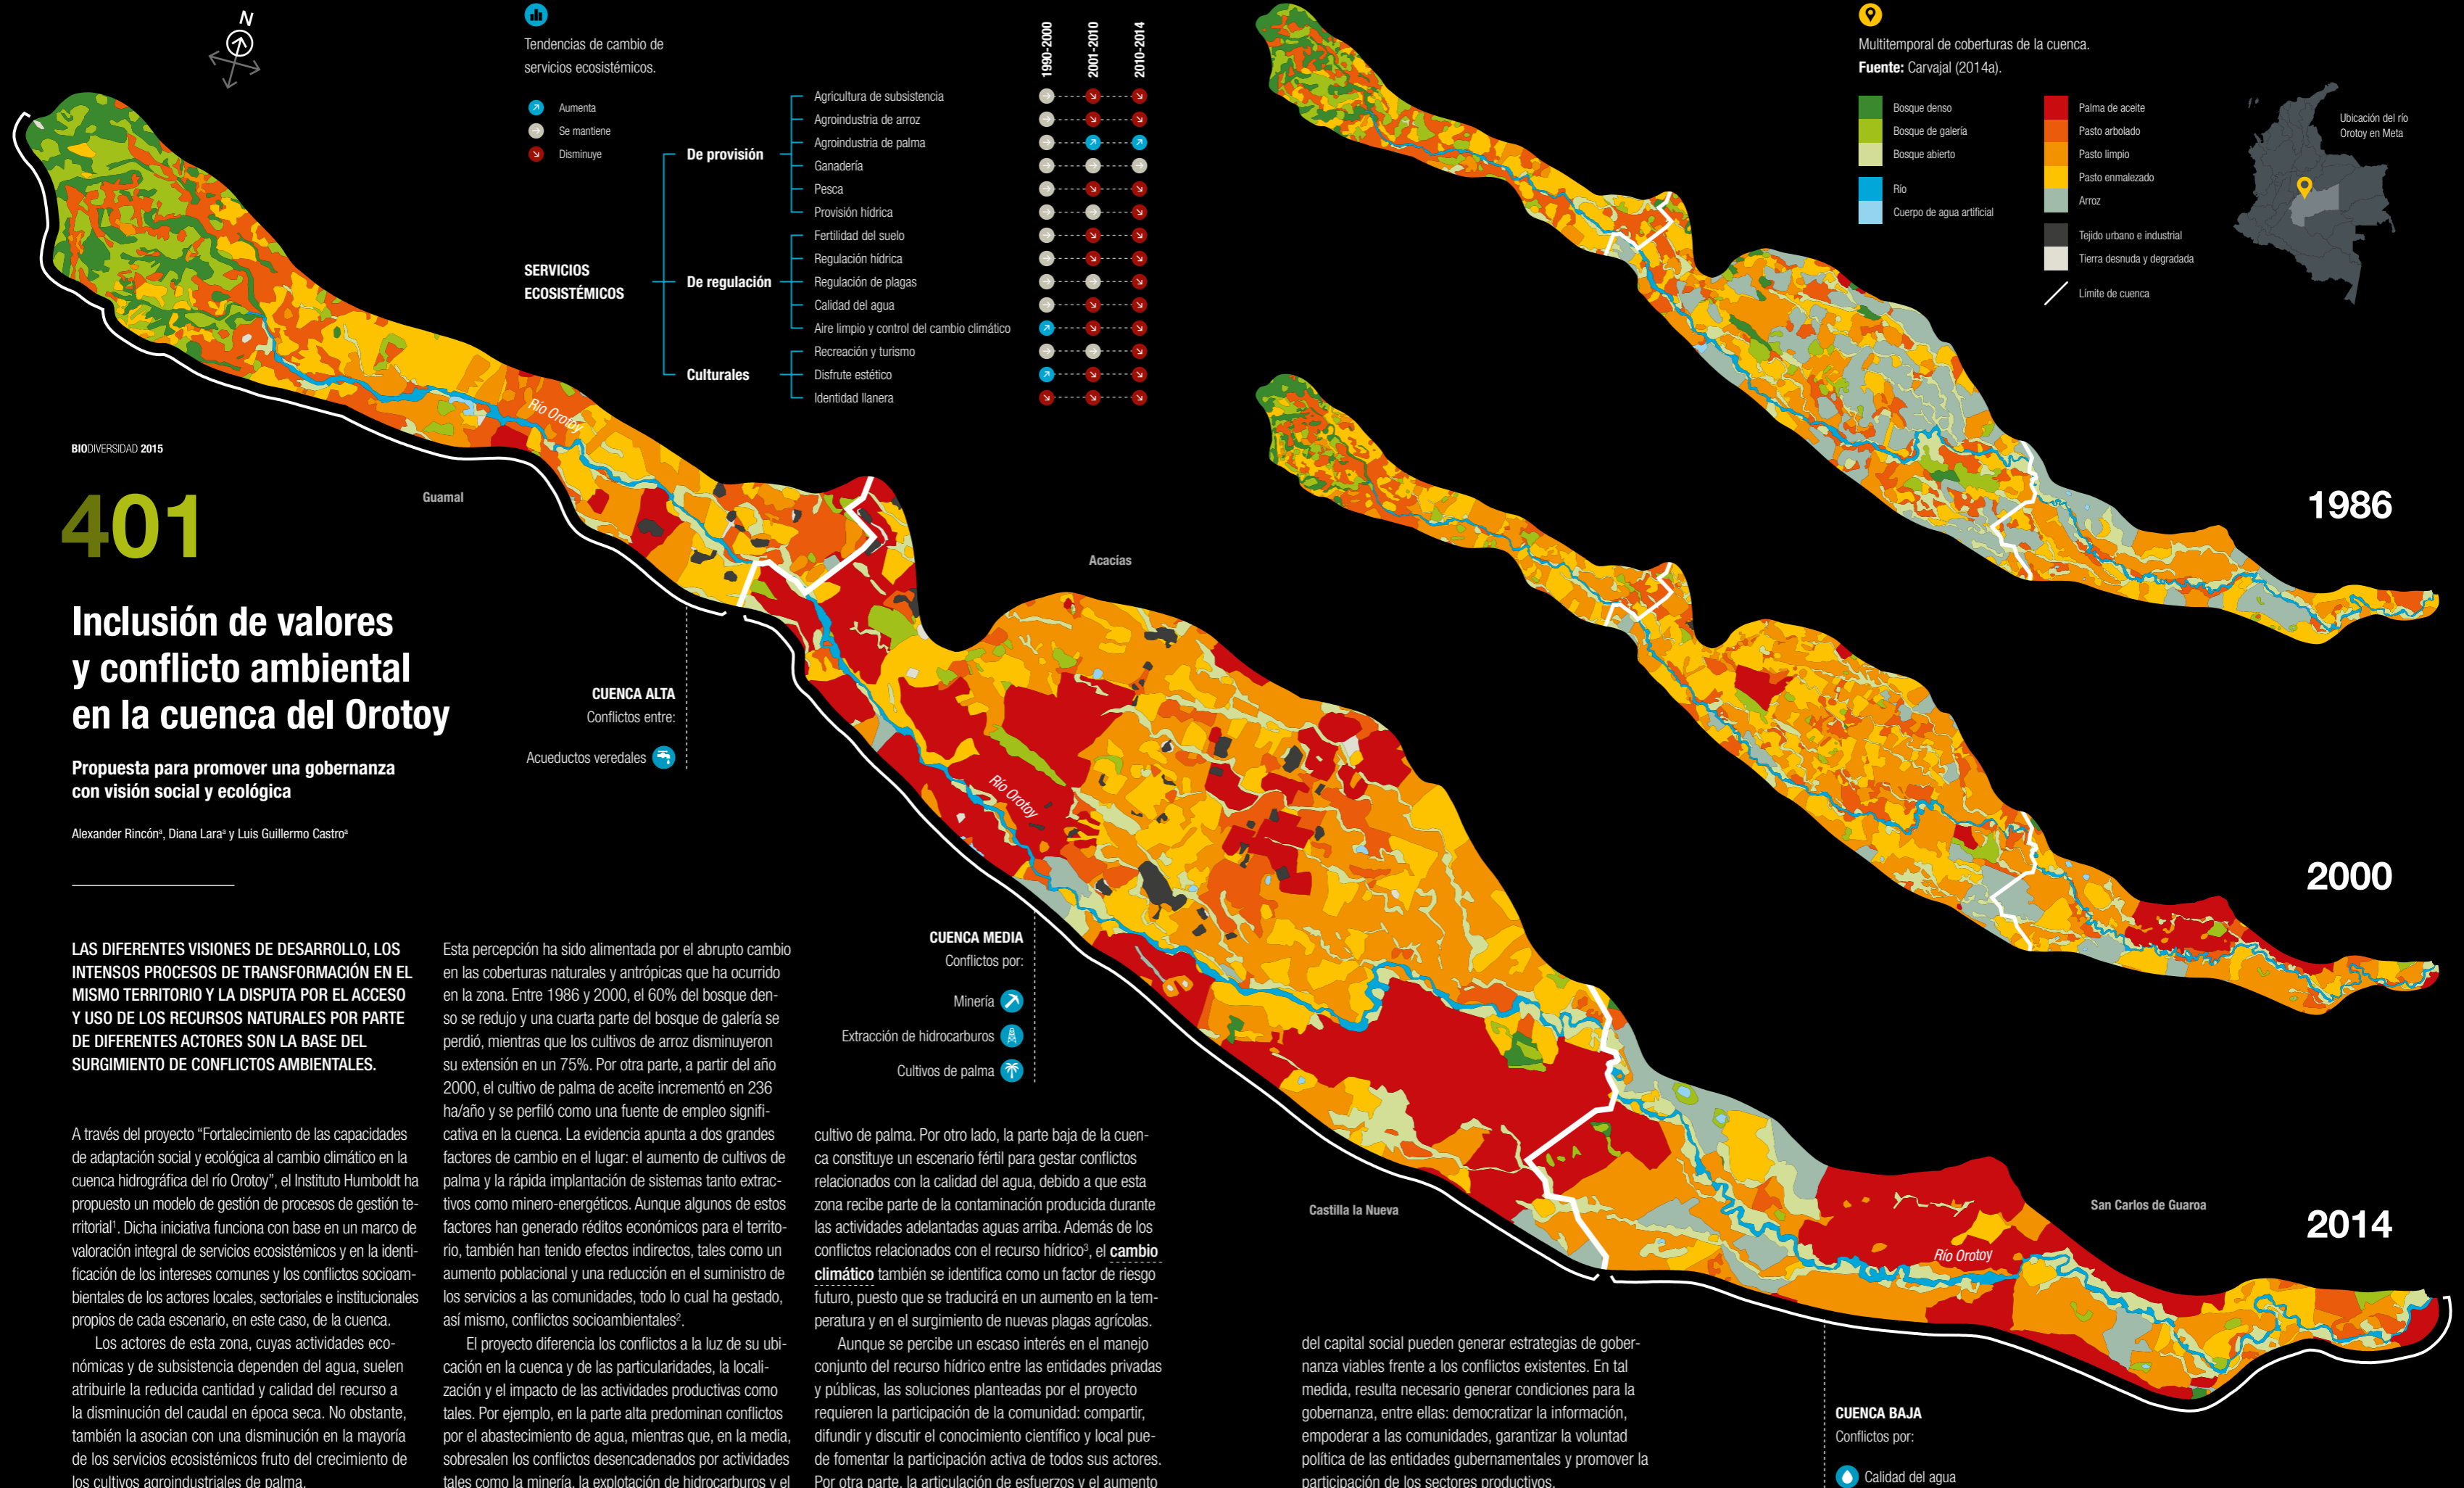 N
Tendencias de cambio de
servicios ecosistémicos.
Aumenta
Se mantiene
Disminuye
1990-2000
2001-2010
2010-2014
SERVICIOS
ECOSISTÉMICOS
De provisión
Agricultura de subsistencia
Agroindustria de arroz
Agroindustria de palma
Ganadería
Pesca
Provisión hídrica
De regulación
Fertilidad del suelo
Regulación hídrica
Regulación de plagas
Calidad del agua
Aire limpio y control del cambio climático
Culturales
Recreación y turismo
Disfrute estético
Identidad llanera
Multitemporal de coberturas de la cuenca.
Fuente: Carvajal (2014a).
Bosque denso
Bosque de galería
Bosque abierto
Río
Cuerpo de agua artificial
Palma de aceite
Pasto arbolado
Pasto limpio
Pasto enmalezado
Arroz
Tejido urbano e industrial
Tierra desnuda y degradada
Límite de cuenca
Ubicación del río
Orotoy en Meta
1986
2000
2014
Río Orotoy
Guamal
Acacías
Río Orotoy
Castilla la Nueva
San Carlos de Guaroa
Río Orotoy
BIODIVERSIDAD 2015
401
Inclusión de valores
y conflicto ambiental
en la cuenca del Orotoy
Propuesta para promover una gobernanza
con visión social y ecológica
Alexander Rincónª, Diana Laraª y Luis Guillermo Castroª
CUENCA ALTA
Conflictos entre:
Acueductos veredales
CUENCA MEDIA
Conflictos por:
Minería
Extracción de hidrocarburos
Cultivos de palma
CUENCA BAJA
Conflictos por:
Calidad del agua
LAS DIFERENTES VISIONES DE DESARROLLO, LOS
INTENSOS PROCESOS DE TRANSFORMACIÓN EN EL
MISMO TERRITORIO Y LA DISPUTA POR EL ACCESO
Y USO DE LOS RECURSOS NATURALES POR PARTE
DE DIFERENTES ACTORES SON LA BASE DEL
SURGIMIENTO DE CONFLICTOS AMBIENTALES.
A través del proyecto “Fortalecimiento de las capacidades
de adaptación social y ecológica al cambio climático en la
cuenca hidrográfica del río Orotoy”, el Instituto Humboldt ha
propuesto un modelo de gestión de procesos de gestión te-
rritorial¹. Dicha iniciativa funciona con base en un marco de
valoración integral de servicios ecosistémicos y en la identi-
ficación de los intereses comunes y los conflictos socioam-
bientales de los actores locales, sectoriales e institucionales
propios de cada escenario, en este caso, de la cuenca.
Los actores de esta zona, cuyas actividades eco-
nómicas y de subsistencia dependen del agua, suelen
atribuirle la reducida cantidad y calidad del recurso a
la disminución del caudal en época seca. No obstante,
también la asocian con una disminución en la mayoría
de los servicios ecosistémicos fruto del crecimiento de
los cultivos agroindustriales de palma.
Esta percepción ha sido alimentada por el abrupto cambio
en las coberturas naturales y antrópicas que ha ocurrido
en la zona. Entre 1986 y 2000, el 60% del bosque den-
so se redujo y una cuarta parte del bosque de galería se
perdió, mientras que los cultivos de arroz disminuyeron
su extensión en un 75%. Por otra parte, a partir del año
2000, el cultivo de palma de aceite incrementó en 236
ha/año y se perfiló como una fuente de empleo signifi-
cativa en la cuenca. La evidencia apunta a dos grandes
factores de cambio en el lugar: el aumento de cultivos de
palma y la rápida implantación de sistemas tanto extrac-
tivos como minero-energéticos. Aunque algunos de estos
factores han generado réditos económicos para el territo-
rio, también han tenido efectos indirectos, tales como un
aumento poblacional y una reducción en el suministro de
los servicios a las comunidades, todo lo cual ha gestado,
así mismo, conflictos socioambientales².
El proyecto diferencia los conflictos a la luz de su ubi-
cación en la cuenca y de las particularidades, la locali-
zación y el impacto de las actividades productivas como
tales. Por ejemplo, en la parte alta predominan conflictos
por el abastecimiento de agua, mientras que, en la media,
sobresalen los conflictos desencadenados por actividades
tales como la minería, la explotación de hidrocarburos y el
cultivo de palma. Por otro lado, la parte baja de la cuen-
ca constituye un escenario fértil para gestar conflictos
relacionados con la calidad del agua, debido a que esta
zona recibe parte de la contaminación producida durante
las actividades adelantadas aguas arriba. Además de los
conflictos relacionados con el recurso hídrico³, el cambio
climático también se identifica como un factor de riesgo
futuro, puesto que se traducirá en un aumento en la tem-
peratura y en el surgimiento de nuevas plagas agrícolas.
Aunque se percibe un escaso interés en el manejo
conjunto del recurso hídrico entre las entidades privadas
y públicas, las soluciones planteadas por el proyecto
requieren la participación de la comunidad: compartir,
difundir y discutir el conocimiento científico y local pue-
de fomentar la participación activa de todos sus actores.
Por otra parte, la articulación de esfuerzos y el aumento
del capital social pueden generar estrategias de gober-
nanza viables frente a los conflictos existentes. En tal
medida, resulta necesario generar condiciones para la
gobernanza, entre ellas: democratizar la información,
empoderar a las comunidades, garantizar la voluntad
política de las entidades gubernamentales y promover la
participación de los sectores productivos.